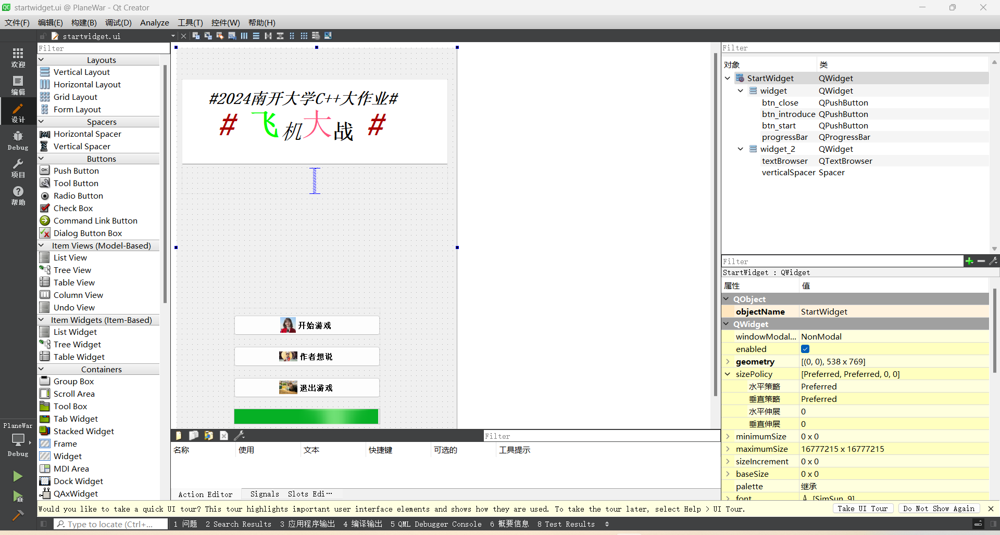 startwidget.ui @ PlaneWar - Qt Creator
文件(F) 编辑(E) 构建(B) 调试(D) Analyze 工具(T) 控件(W) 帮助(H)
startwidget.ui
欢迎
编辑
设计
Debug
项目
帮助
PlaneWar
Debug
Filter
Layouts
Vertical Layout
Horizontal Layout
Grid Layout
Form Layout
Spacers
Horizontal Spacer
Vertical Spacer
Buttons
Push Button
Tool Button
Radio Button
Check Box
Command Link Button
Dialog Button Box
Item Views (Model-Based)
List View
Tree View
Table View
Column View
Undo View
Item Widgets (Item-Based)
List Widget
Tree Widget
Table Widget
Containers
Group Box
Scroll Area
Tool Box
Tab Widget
Stacked Widget
Frame
Widget
MDI Area
Dock Widget
QAxWidget
#2024南开大学C++大作业#
# 飞机大战 #
开始游戏
作者想说
退出游戏
Filter
名称 使用 文本 快捷键 可选的 工具提示
Action Editor Signals Slots Edi…
Filter
对象 类
StartWidget QWidget
widget QWidget
btn_close QPushButton
btn_introduce QPushButton
btn_start QPushButton
progressBar QProgressBar
widget_2 QWidget
textBrowser QTextBrowser
verticalSpacer Spacer
Filter
StartWidget : QWidget
属性 值
QObject
objectName StartWidget
QWidget
windowModal... NonModal
enabled
geometry [(0, 0), 538 x 769]
sizePolicy [Preferred, Preferred, 0, 0]
水平策略 Preferred
垂直策略 Preferred
水平伸展 0
垂直伸展 0
minimumSize 0 x 0
maximumSize 16777215 x 16777215
sizeIncrement 0 x 0
baseSize 0 x 0
palette 继承
font A [SimSun, 9]
Would you like to take a quick UI tour? This tour highlights important user interface elements and shows how they are used. To take the tour later, select Help > UI Tour. Take UI Tour Do Not Show Again
Type to locate (Ctrl+... 1 问题 2 Search Results 3 应用程序输出 4 编译输出 5 QML Debugger Console 6 概要信息 8 Test Results